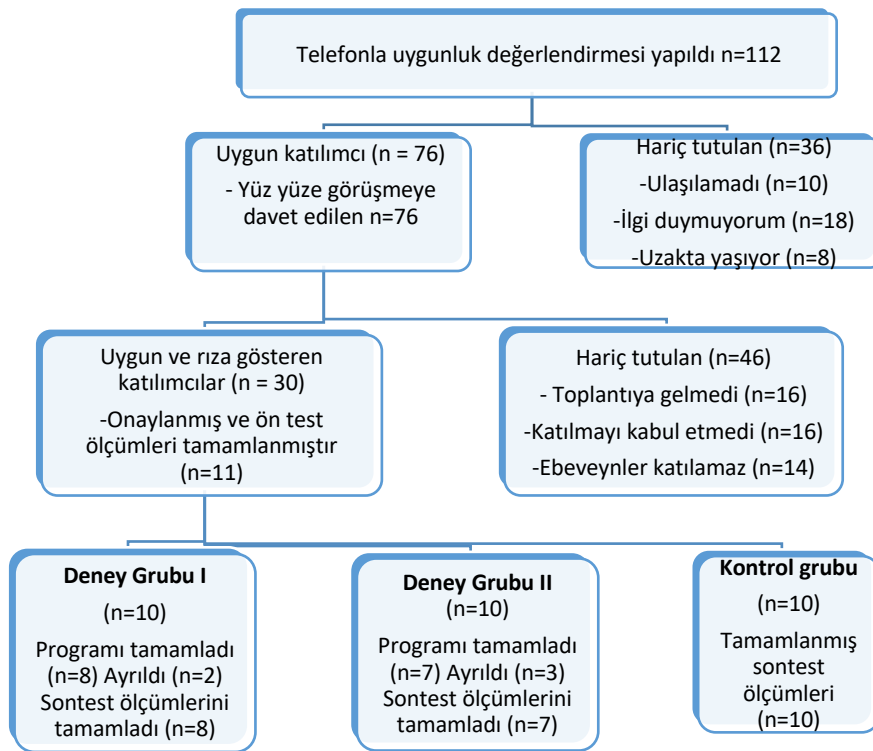 Telefonla uygunluk değerlendirmesi yapıldı n=112
Uygun katılımcı (n = 76)
- Yüz yüze görüşmeye
davet edilen n=76
Hariç tutulan (n=36)
-Ulaşılamadı (n=10)
-İlgi duymuyorum (n=18)
-Uzakta yaşıyor (n=8)
Uygun ve rıza gösteren
katılımcılar (n = 30)
-Onaylanmış ve ön test
ölçümleri tamamlanmıştır
(n=11)
Hariç tutulan (n=46)
- Toplantıya gelmedi (n=16)
-Katılmayı kabul etmedi (n=16)
-Ebeveynler katılamaz (n=14)
Deney Grubu I
(n=10)
Programı tamamladı
(n=8) Ayrıldı (n=2)
Sontest ölçümlerini
tamamladı (n=8)
Deney Grubu II
(n=10)
Programı tamamladı
(n=7) Ayrıldı (n=3)
Sontest ölçümlerini
tamamladı (n=7)
Kontrol grubu
(n=10)
Tamamlanmış
sontest
ölçümleri
(n=10)